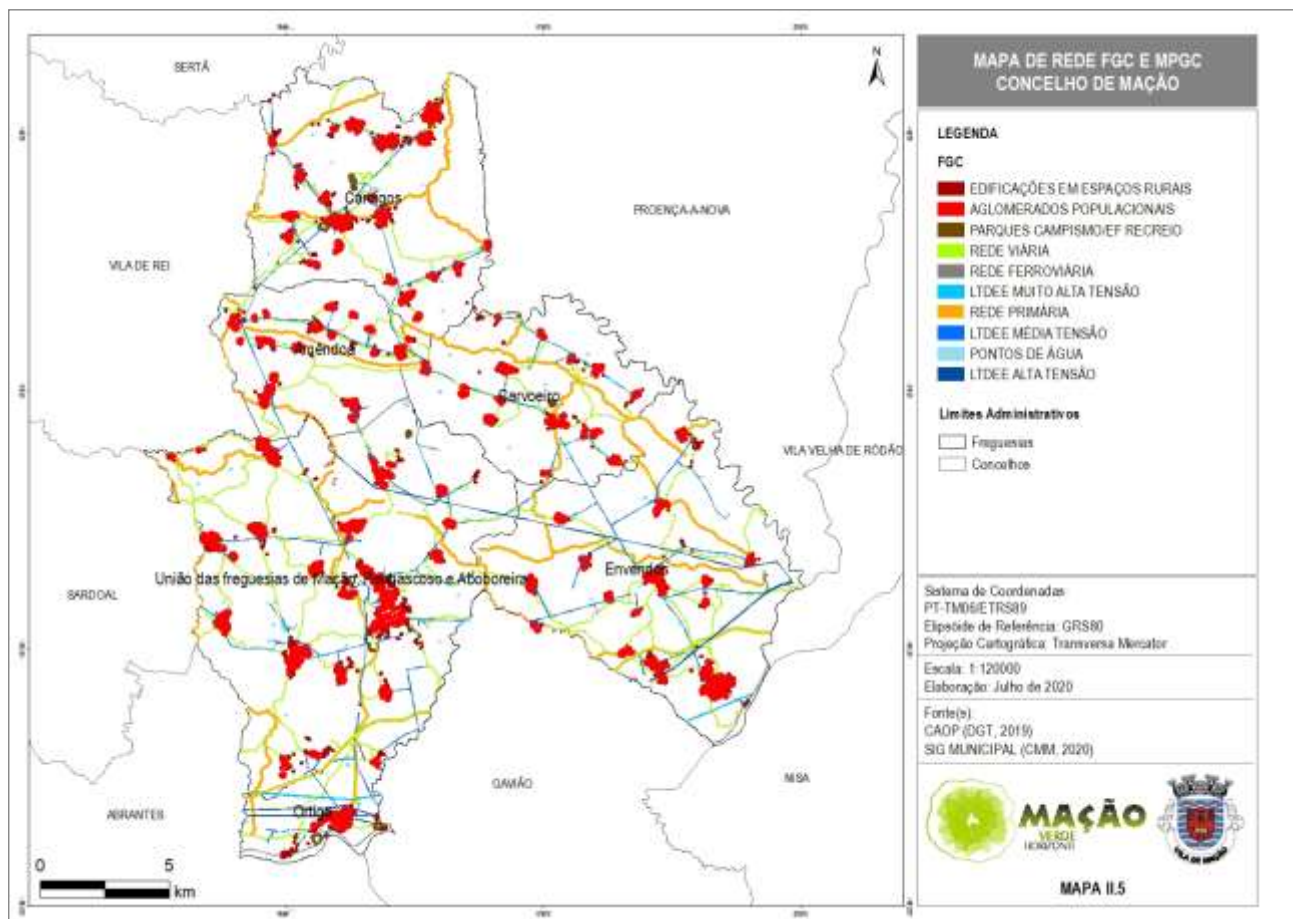 MAPA DE REDE FGC E MPGC
CONCELHO DE MAÇÃO
N
SERTÃ
PROENÇA-A-NOVA
VILA DE REI
VILA VELHA DE RÓDÃO
SARDOAL
ABRANTES
GAVIÃO
NISA
Cardigos
Amêndoa
Carvoeiro
Envendos
União das freguesias de Mação, Penhascoso e Aboboreira
Ortiga
0 5
km
LEGENDA
FGC
EDIFICAÇÕES EM ESPAÇOS RURAIS
AGLOMERADOS POPULACIONAIS
PARQUES CAMPISMO/EF RECREIO
REDE VIÁRIA
REDE FERROVIÁRIA
LTDEE MUITO ALTA TENSÃO
REDE PRIMÁRIA
LTDEE MÉDIA TENSÃO
PONTOS DE ÁGUA
LTDEE ALTA TENSÃO
Limites Administrativos
Freguesias
Concelhos
Sistema de Coordenadas
PT-TM06/ETRS89
Elipsóide de Referência: GRS80
Projeção Cartográfica: Transversa Mercator
Escala: 1:120000
Elaboração: Julho de 2020
Fonte(s):
CAOP (DGT, 2019)
SIG MUNICIPAL (CMM, 2020)
MAÇÃO
VERDE
HORIZONTE
VILA DE MAÇÃO
MAPA II.5